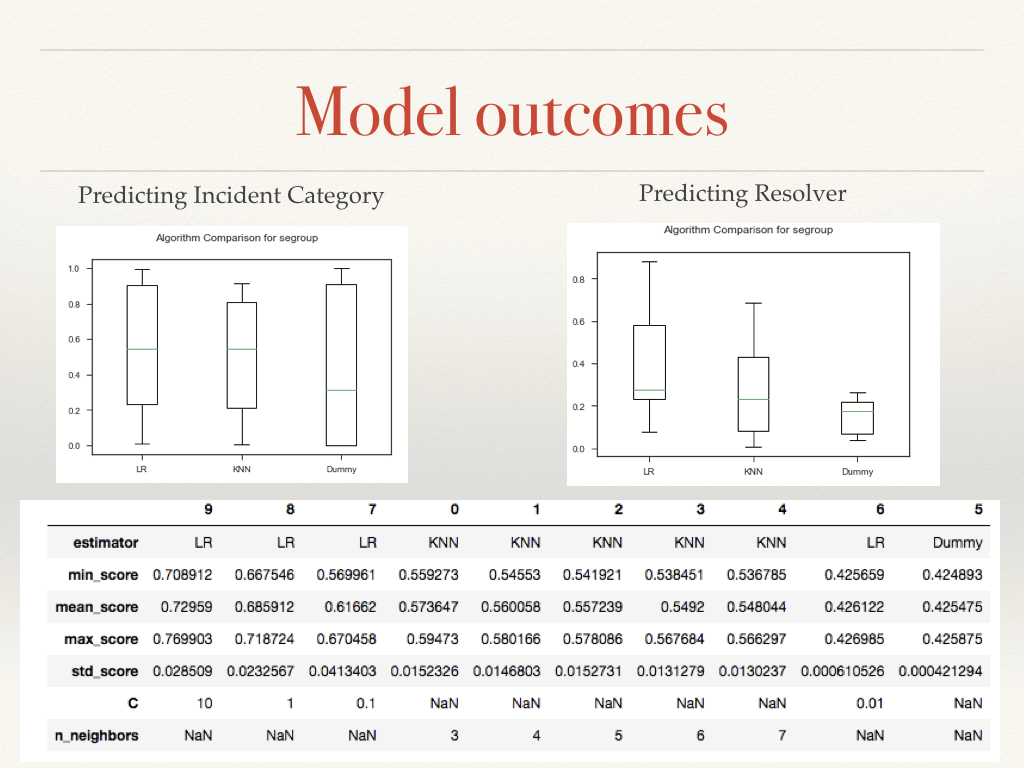 Model outcomes
Predicting Incident Category
Algorithm Comparison for segroup
1.0
0.8
0.6
0.4
0.2
0.0
LR KNN Dummy
Predicting Resolver
Algorithm Comparison for segroup
0.8
0.6
0.4
0.2
0.0
LR KNN Dummy
9 8 7 0 1 2 3 4 6 5
estimator LR LR LR KNN KNN KNN KNN KNN LR Dummy
min_score 0.708912 0.667546 0.569961 0.559273 0.54553 0.541921 0.538451 0.536785 0.425659 0.424893
mean_score 0.72959 0.685912 0.61662 0.573647 0.560058 0.557239 0.5492 0.548044 0.426122 0.425475
max_score 0.769903 0.718724 0.670458 0.59473 0.580166 0.578086 0.567684 0.566297 0.426985 0.425875
std_score 0.028509 0.0232567 0.0413403 0.0152326 0.0146803 0.0152731 0.0131279 0.0130237 0.000610526 0.000421294
C 10 1 0.1 NaN NaN NaN NaN NaN 0.01 NaN
n_neighbors NaN NaN NaN 3 4 5 6 7 NaN NaN